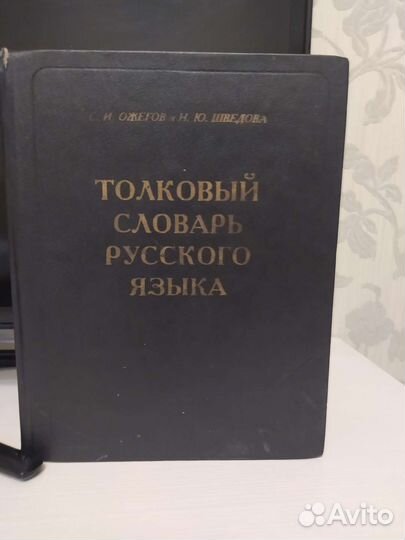 С. И. ОЖЕГОВ и Н. Ю. ШВЕДОВА
ТОЛКОВЫЙ
СЛОВАРЬ
РУССКОГО
ЯЗЫКА
Avito